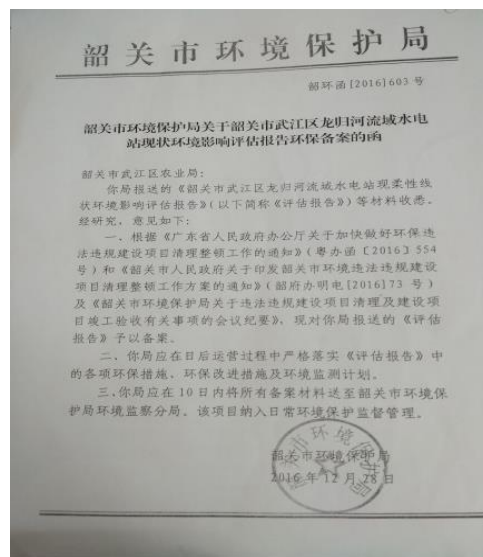 韶关市环境保护局
韶环函[2016]603 号
韶关市环境保护局关于韶关市武江区龙归河流域水电
站现状环境影响评估报告环保备案的函
韶关市武江区农业局:
你局报送的《韶关市武江区龙归河流域水电站现柔性线
状环境影响评估报告》(以下简称《评估报告》)等材料收悉。
经研究，意见如下:
一、根据《广东省人民政府办公厅关于加快做好环保违
法违规建设项目清理整顿工作的通知》(粤办函【2016】554
号)和《韶关市人民政府关于印发韶关市环境违法违规建设
项目清理整顿工作方案的通知》(韶府办明电[2016]73 号)
及《韶关市环境保护局关于违法违规建设项目清理及建设项
目竣工验收有关事项的会议纪要》，现对你局报送的《评估
报告》予以备案。
二、你局应在日后运营过程中严格落实《评估报告》中
的各项环保措施、环保改进措施及环境监测计划。
三、你局应在10日内将所有备案材料送至韶关市环境保
护局环境监察分局。该项目纳入日常环境保护监督管理。
韶关市环境保护局
2016 年 12 月 28 日
韶关市环境保护局